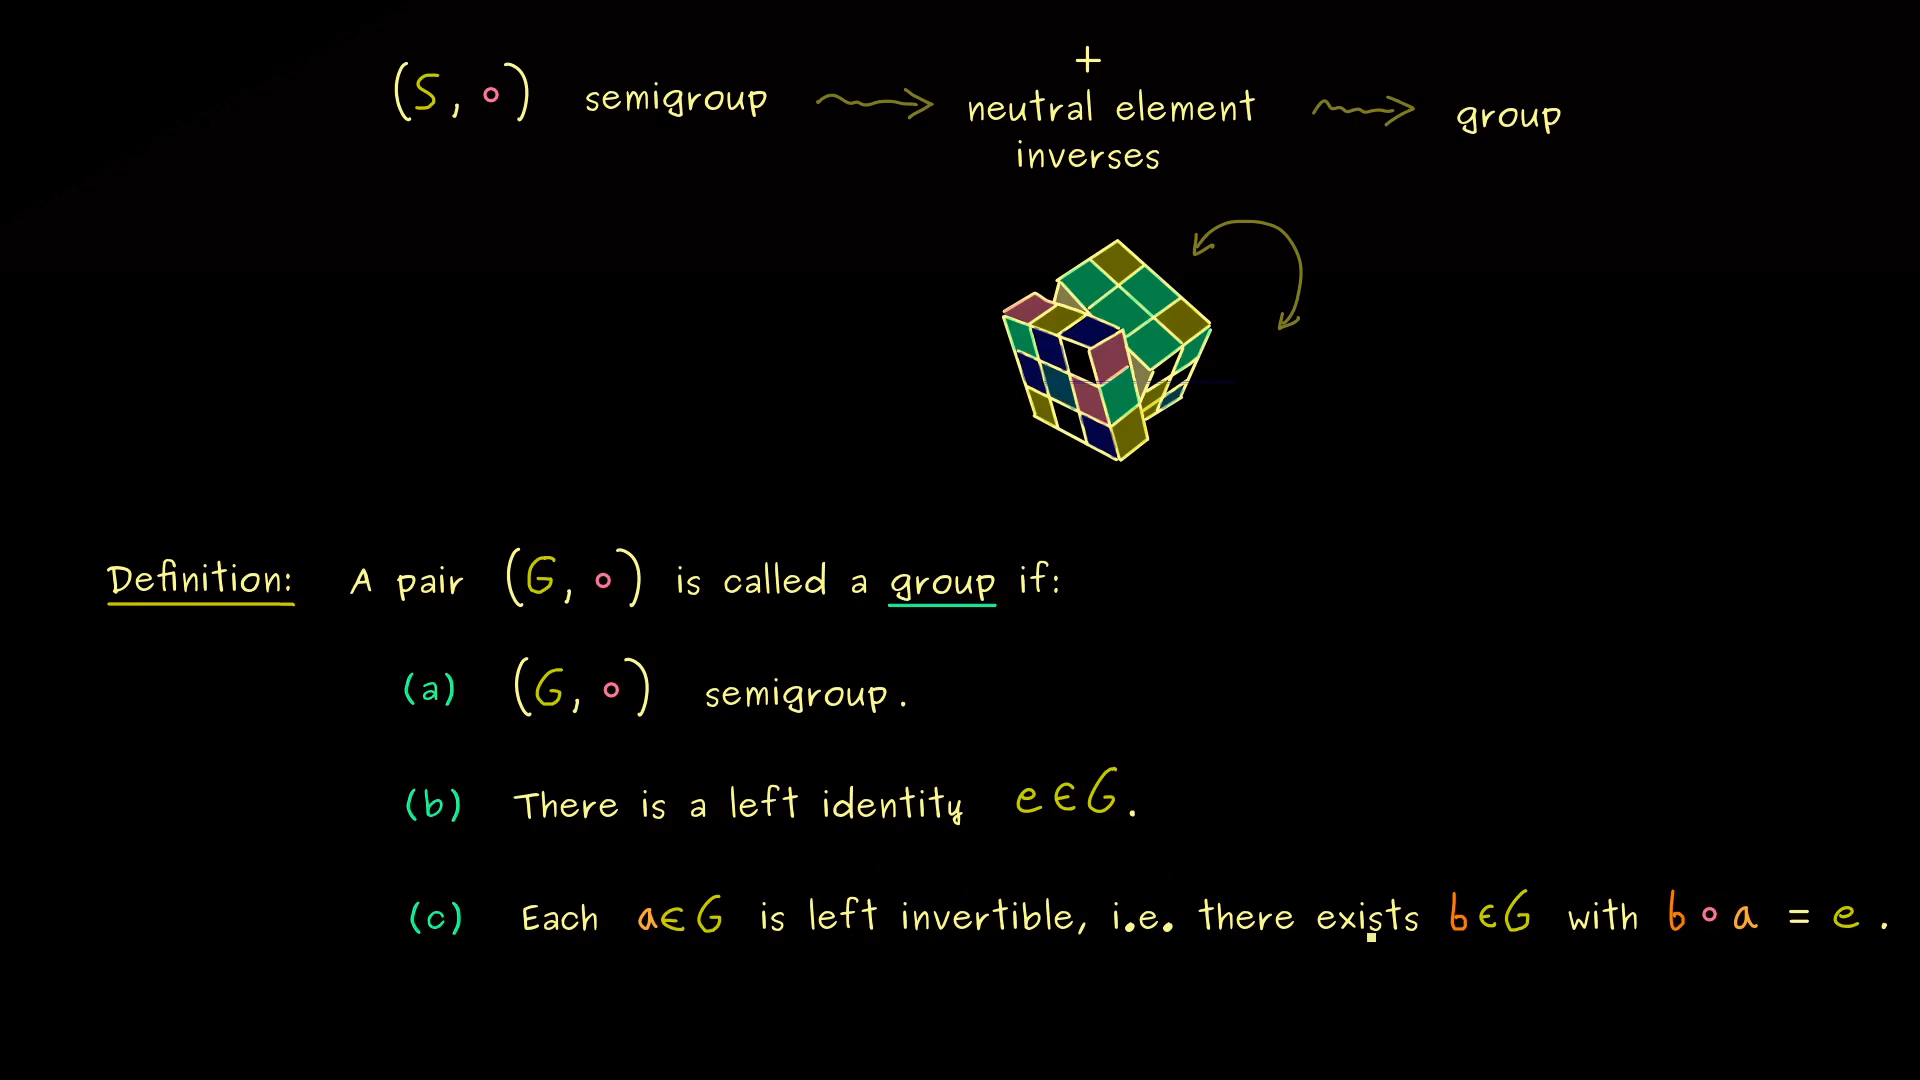 (S, ∘) semigroup ⇝ + neutral element inverses ⇝ group
Definition: A pair (G, ∘) is called a group if:
(a) (G, ∘) semigroup.
(b) There is a left identity e ∈ G.
(c) Each a ∈ G is left invertible, i.e. there exists b ∈ G with b ∘ a = e.